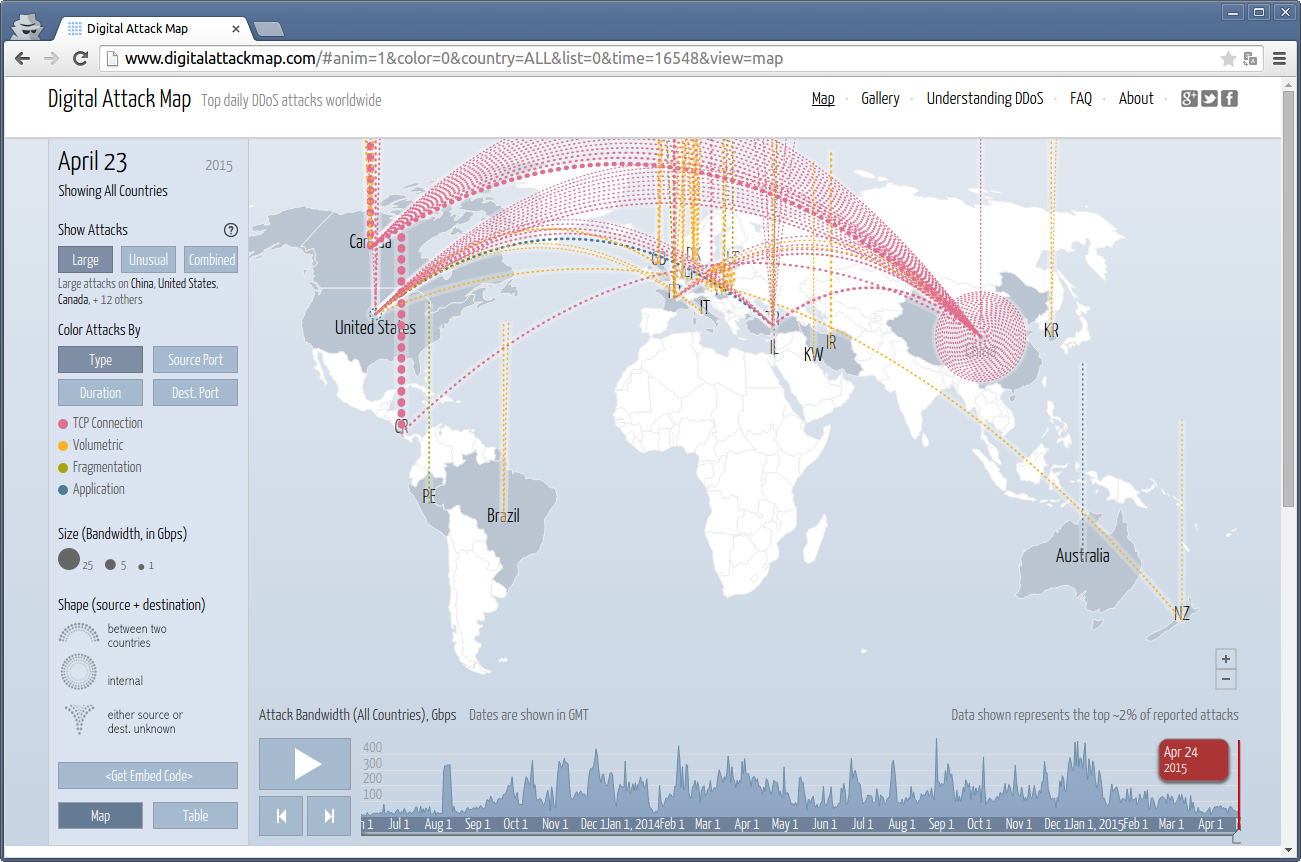 Digital Attack Map
www.digitalattackmap.com/#anim=1&color=0&country=ALL&list=0&time=16548&view=map
Digital Attack Map Top daily DDoS attacks worldwide
Map · Gallery · Understanding DDoS · FAQ · About ·
April 23 2015
Showing All Countries
Show Attacks ?
Large Unusual Combined
Large attacks on China, United States,
Canada, + 12 others
Color Attacks By
Type Source Port
Duration Dest. Port
TCP Connection
Volumetric
Fragmentation
Application
Size (Bandwidth, in Gbps)
25 5 1
Shape (source + destination)
between two
countries
internal
either source or
dest. unknown
<Get Embed Code>
Map Table
Canada
United States
CR
PE
Brazil
IT
IL
KW
IR
KR
Australia
NZ
+
−
Attack Bandwidth (All Countries), Gbps Dates are shown in GMT
Data shown represents the top ~2% of reported attacks
400
300
200
100
Apr 24
2015
1 Jul 1 Aug 1 Sep 1 Oct 1 Nov 1 Dec 1 Jan 1, 2014 Feb 1 Mar 1 Apr 1 May 1 Jun 1 Jul 1 Aug 1 Sep 1 Oct 1 Nov 1 Dec 1 Jan 1, 2015 Feb 1 Mar 1 Apr 1